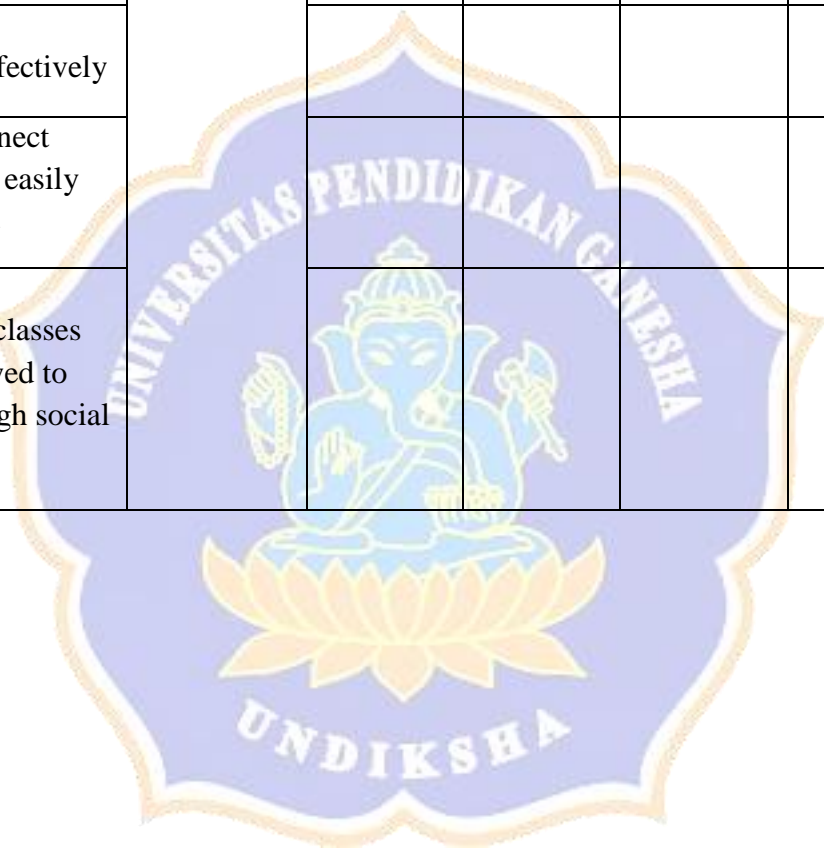 fectively
nect
easily
classes
ved to
gh social
UNIVERSITAS PENDIDIKAN GANESHA
UNDIKSHA